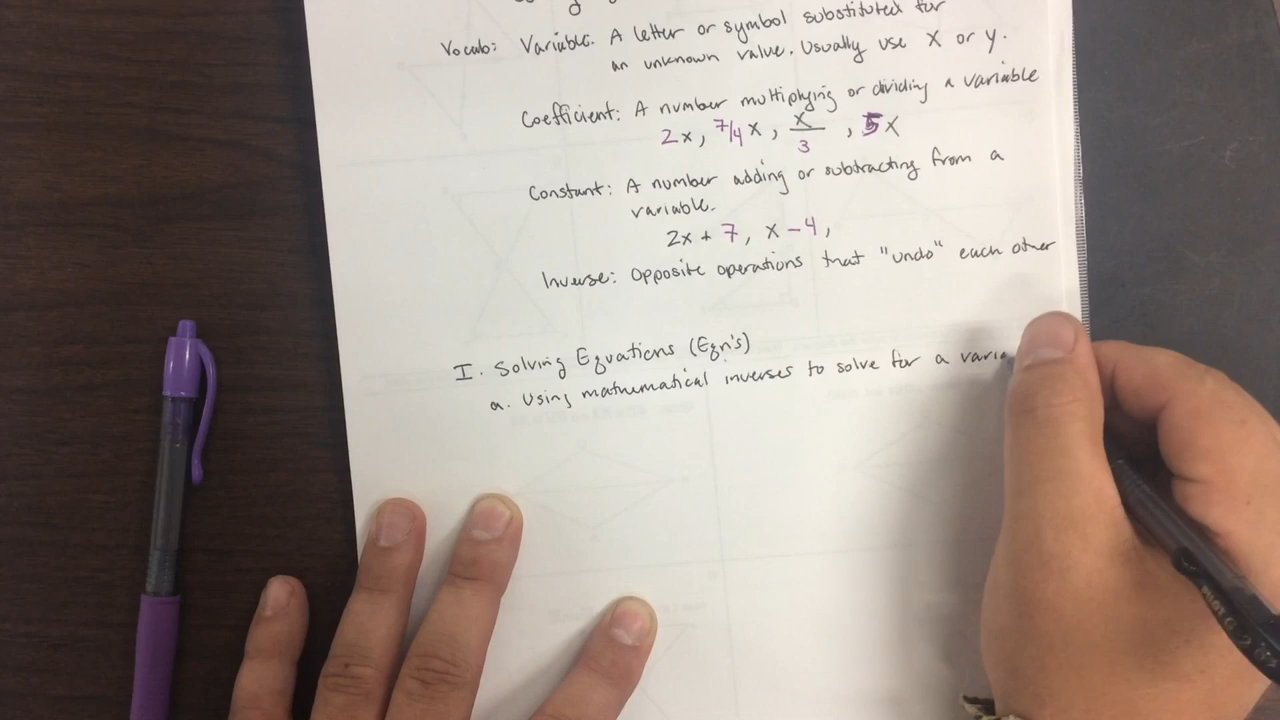 Vocab: Variable. A letter or symbol substituted for
an unknown value. Usually use X or y.
Coefficient: A number multiplying or dividing a variable
2x, 7/4 x, x/3, 5x
Constant: A number adding or subtracting from a
variable.
2x + 7, x - 4,
Inverse: Opposite operations that "undo" each other
I. Solving Equations (Eqn's)
a. Using mathematical inverses to solve for a varia
PILOT G-2